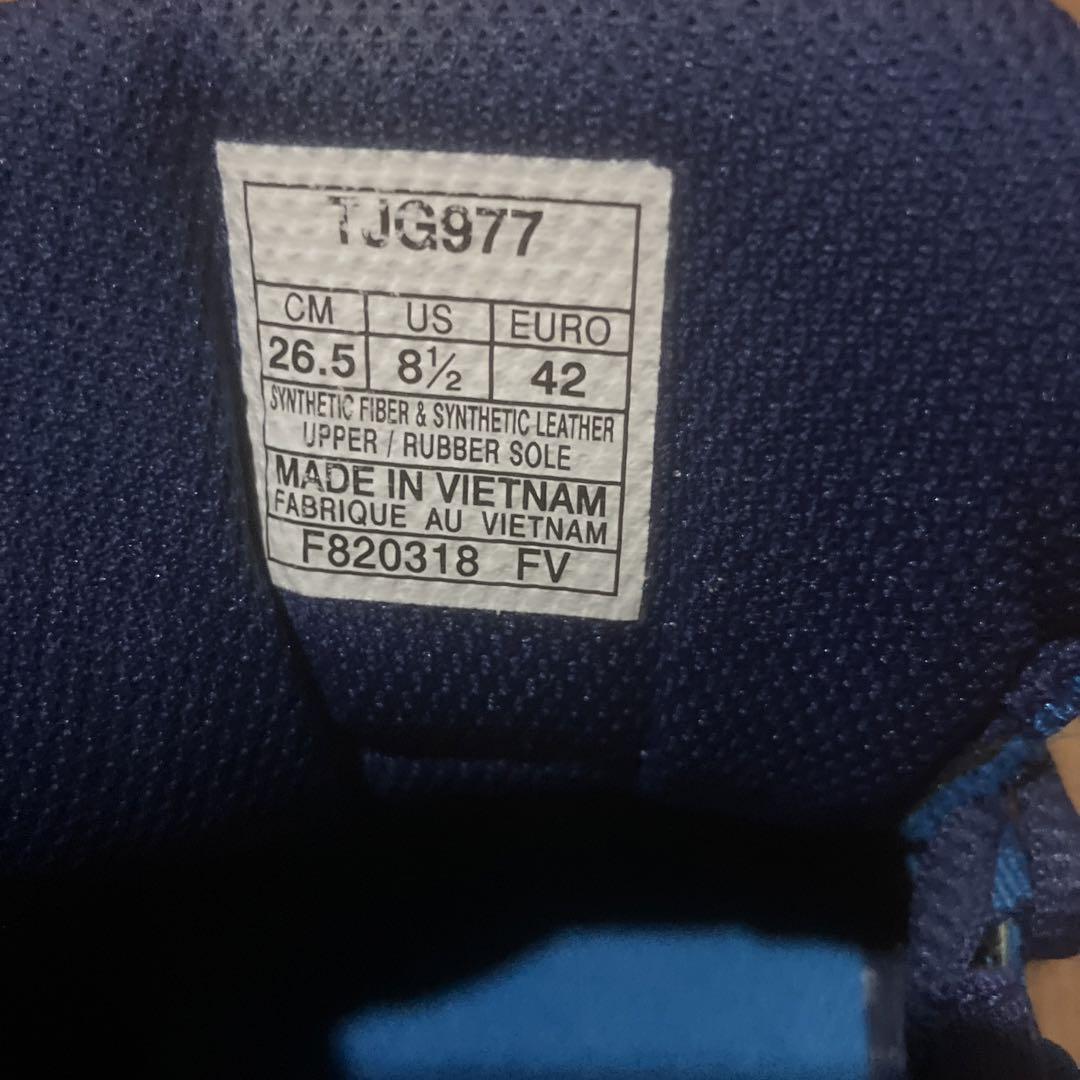 TJG977
CM US EURO
26.5 8½ 42
SYNTHETIC FIBER & SYNTHETIC LEATHER
UPPER / RUBBER SOLE
MADE IN VIETNAM
FABRIQUE AU VIETNAM
F820318 FV